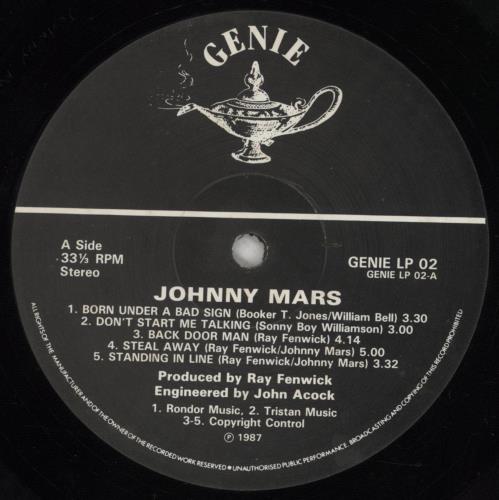 GENIE
A Side
33⅓ RPM
Stereo
GENIE LP 02
GENIE LP 02-A
JOHNNY MARS
1. BORN UNDER A BAD SIGN (Booker T. Jones/William Bell) 3.30
2. DON'T START ME TALKING (Sonny Boy Williamson) 3.00
3. BACK DOOR MAN (Ray Fenwick) 4.14
4. STEAL AWAY (Ray Fenwick/Johnny Mars) 5.00
5. STANDING IN LINE (Ray Fenwick/Johnny Mars) 3.32
Produced by Ray Fenwick
Engineered by John Acock
1. Rondor Music, 2. Tristan Music
3-5. Copyright Control
Ⓟ 1987
ALL RIGHTS OF THE MANUFACTURER AND OF THE OWNER OF THE RECORDED WORK RESERVED • UNAUTHORISED PUBLIC PERFORMANCE, BROADCASTING AND COPYING OF THIS RECORD PROHIBITED